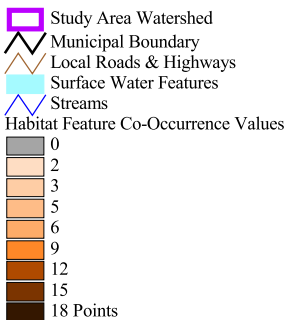 Study Area Watershed
Municipal Boundary
Local Roads & Highways
Surface Water Features
Streams
Habitat Feature Co-Occurrence Values
0
2
3
5
6
9
12
15
18 Points